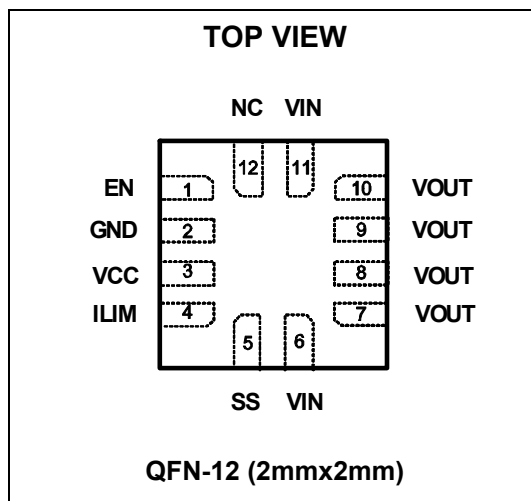 TOP VIEW
NC VIN
12 11
EN 1 10 VOUT
GND 2 9 VOUT
VCC 3 8 VOUT
ILIM 4 7 VOUT
5 6
SS VIN
QFN-12 (2mmx2mm)